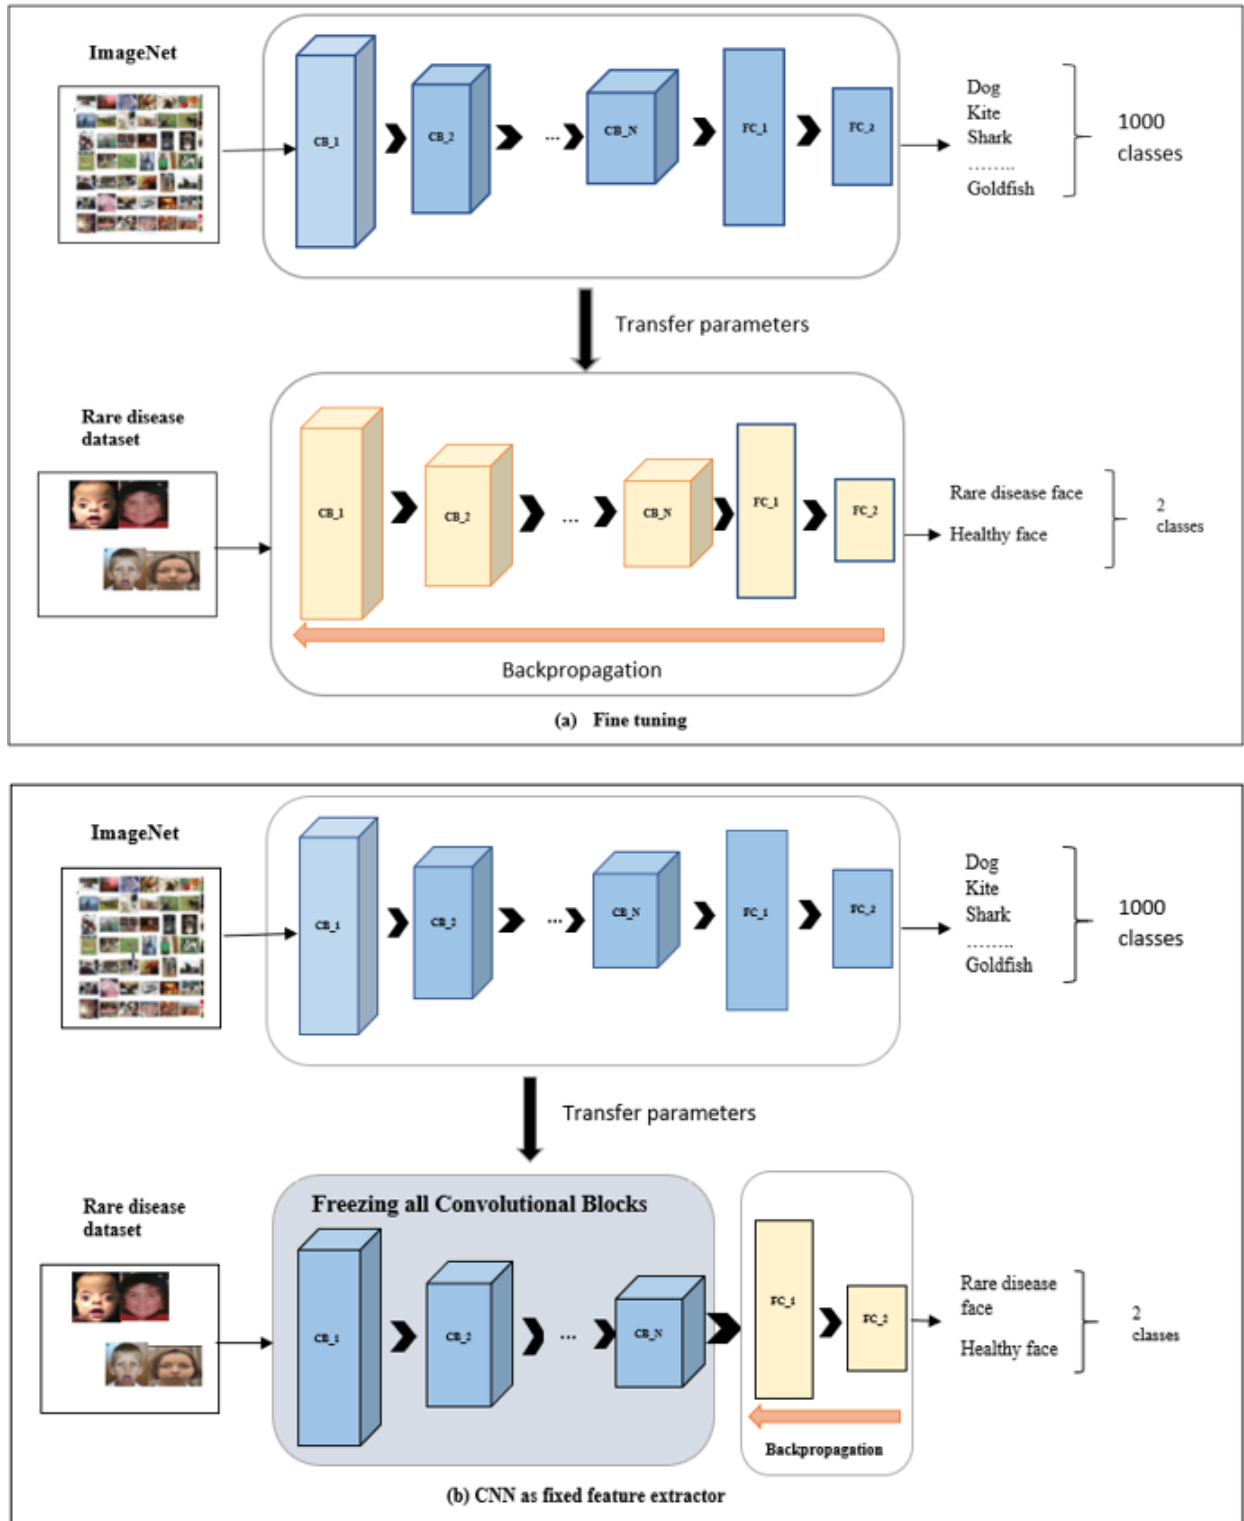 ImageNet
CB_1
CB_2
...
CB_N
FC_1
FC_2
Dog
Kite
Shark
........
Goldfish
1000
classes
Transfer parameters
Rare disease
dataset
CB_1
CB_2
...
CB_N
FC_1
FC_2
Rare disease face
Healthy face
2
classes
Backpropagation
(a) Fine tuning
ImageNet
CB_1
CB_2
...
CB_N
FC_1
FC_2
Dog
Kite
Shark
........
Goldfish
1000
classes
Transfer parameters
Rare disease
dataset
Freezing all Convolutional Blocks
CB_1
CB_2
...
CB_N
FC_1
FC_2
Rare disease
face
Healthy face
2
classes
Backpropagation
(b) CNN as fixed feature extractor